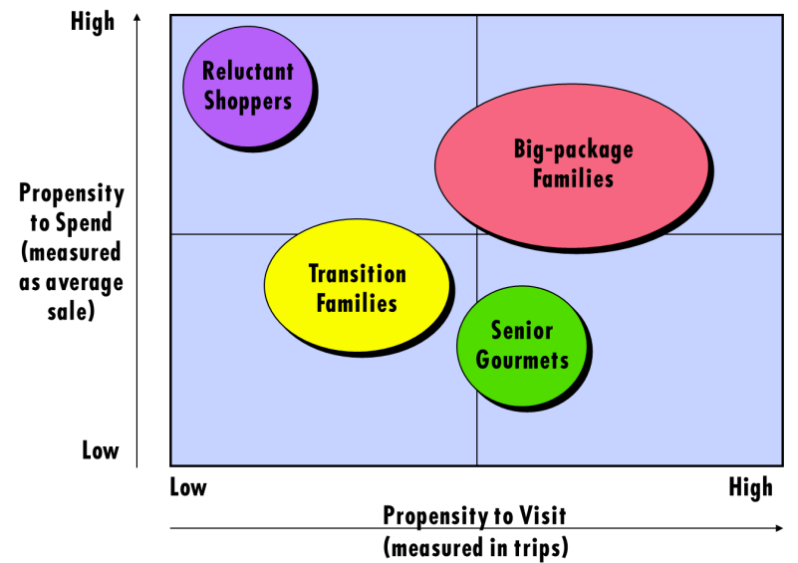 High
Reluctant
Shoppers
Big-package
Families
Propensity
to Spend
(measured
as average
sale)
Transition
Families
Senior
Gourmets
Low
Low
High
Propensity to Visit
(measured in trips)